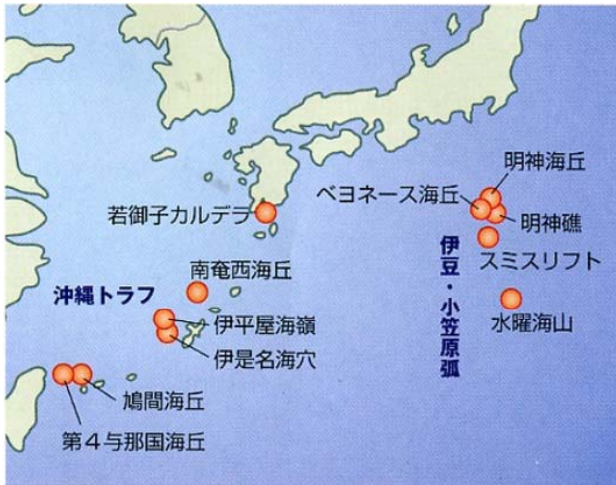 明神海丘
ベヨネース海丘
若御子カルデラ
明神礁
スミスリフト
南奄西海丘
沖縄トラフ
伊豆・小笠原弧
伊平屋海嶺
水曜海山
伊是名海穴
鳩間海丘
第4与那国海丘